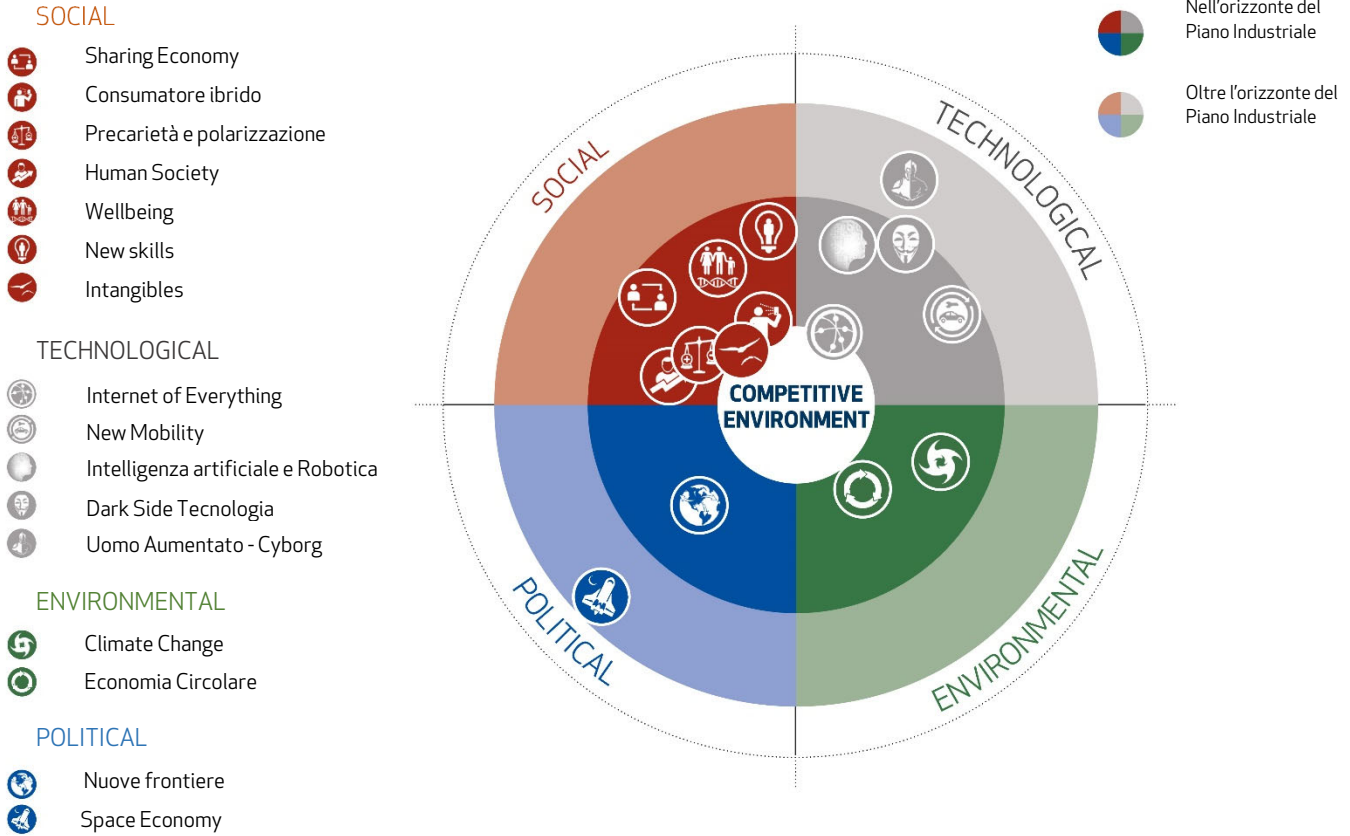 SOCIAL
Sharing Economy
Consumatore ibrido
Precarietà e polarizzazione
Human Society
Wellbeing
New skills
Intangibles
TECHNOLOGICAL
Internet of Everything
New Mobility
Intelligenza artificiale e Robotica
Dark Side Tecnologia
Uomo Aumentato - Cyborg
ENVIRONMENTAL
Climate Change
Economia Circolare
POLITICAL
Nuove frontiere
Space Economy
SOCIAL
TECHNOLOGICAL
COMPETITIVE
ENVIRONMENT
POLITICAL
ENVIRONMENTAL
Nell'orizzonte del
Piano Industriale
Oltre l'orizzonte del
Piano Industriale